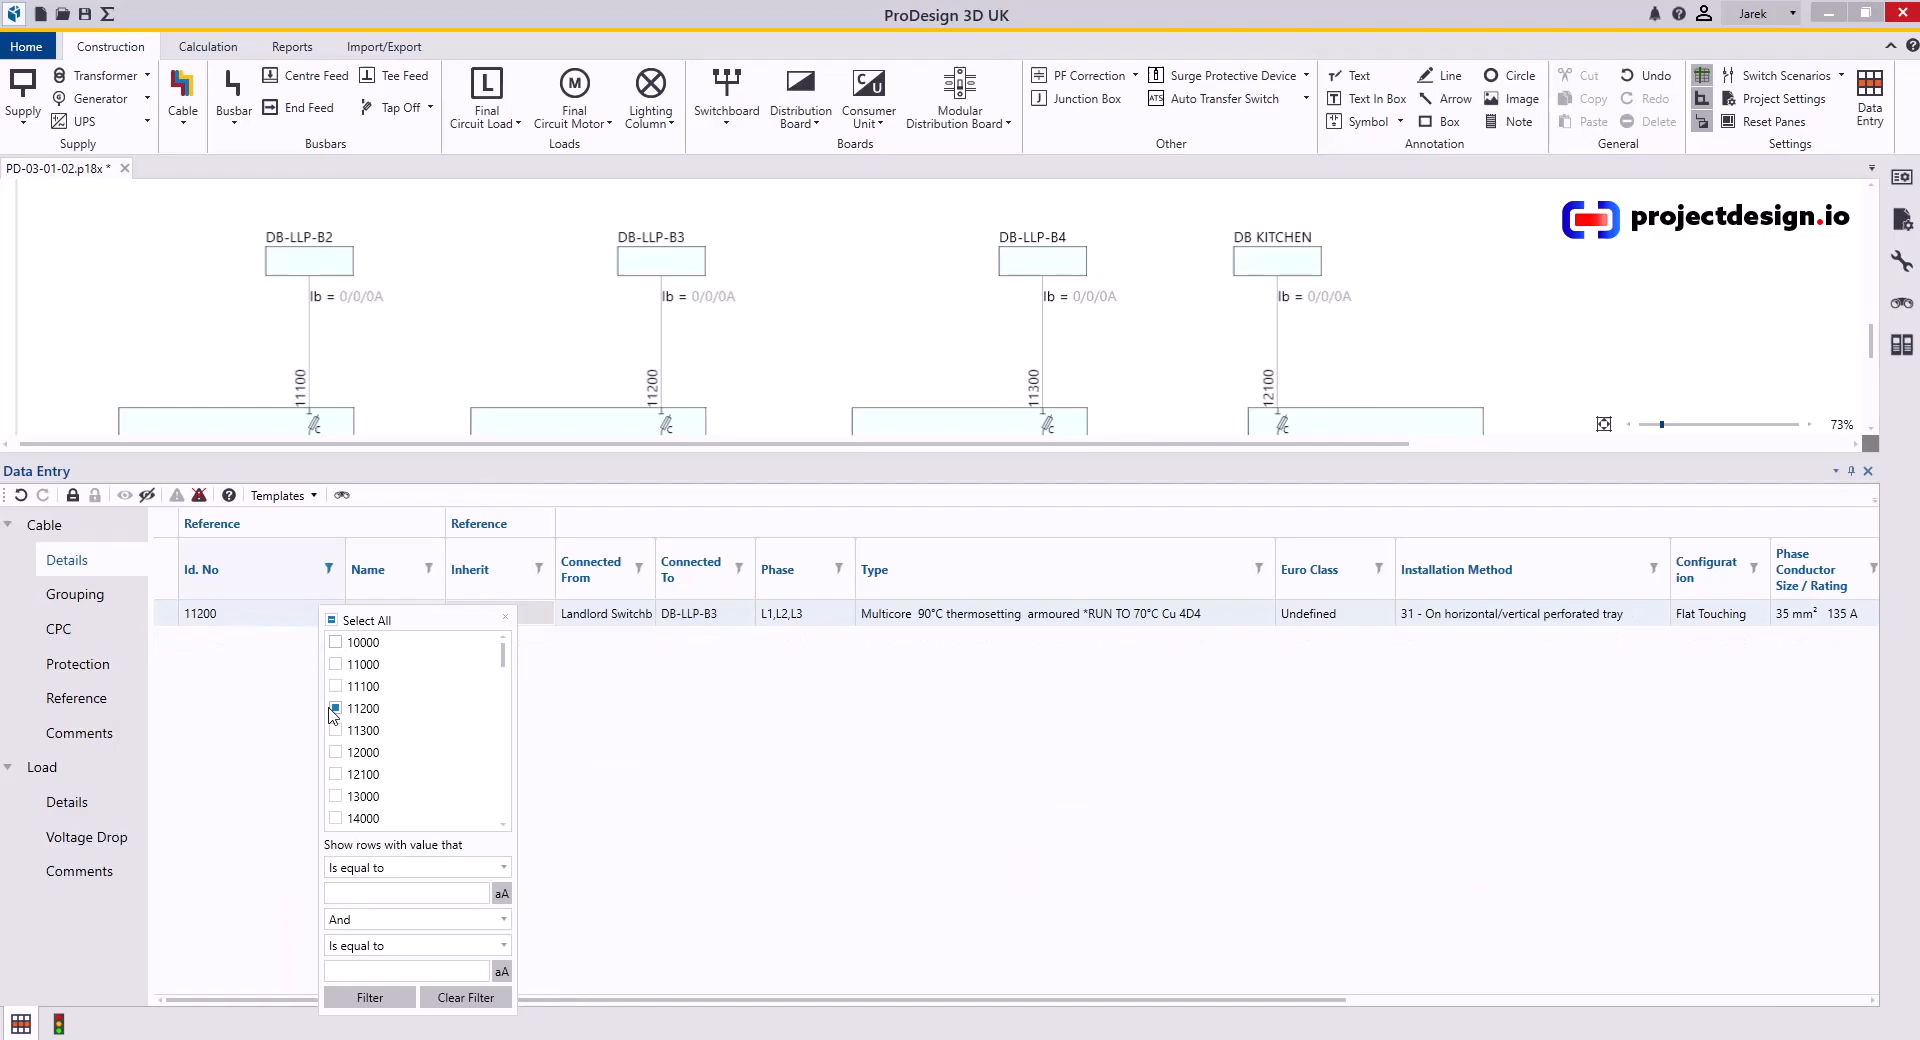 ProDesign 3D UK
Jarek
Home Construction Calculation Reports Import/Export
Supply
Transformer
Generator
UPS
Supply
Cable
Busbar
Centre Feed
Tee Feed
End Feed
Tap Off
Busbars
Final Circuit Load
Final Circuit Motor
Lighting Column
Loads
Switchboard
Distribution Board
Consumer Unit
Modular Distribution Board
Boards
PF Correction
Junction Box
Surge Protective Device
Auto Transfer Switch
Other
Text
Text In Box
Symbol
Line
Arrow
Box
Circle
Image
Note
Annotation
Cut
Copy
Paste
Undo
Redo
Delete
General
Switch Scenarios
Project Settings
Reset Panes
Data Entry
Settings
PD-03-01-02.p18x *
projectdesign.io
DB-LLP-B2 DB-LLP-B3 DB-LLP-B4 DB KITCHEN
Ib = 0/0/0A Ib = 0/0/0A Ib = 0/0/0A Ib = 0/0/0A
11100 11200 11300 12100
73%
Data Entry
Templates
Cable
Details
Grouping
CPC
Protection
Reference
Comments
Load
Details
Voltage Drop
Comments
Reference Reference
Id. No Name Inherit Connected From Connected To Phase Type Euro Class Installation Method Configuration Phase Conductor Size / Rating
11200 Landlord Switchb DB-LLP-B3 L1,L2,L3 Multicore 90°C thermosetting armoured *RUN TO 70°C Cu 4D4 Undefined 31 - On horizontal/vertical perforated tray Flat Touching 35 mm² 135 A
Select All
10000
11000
11100
11200
11300
12000
12100
13000
14000
Show rows with value that
Is equal to
aA
And
Is equal to
aA
Filter Clear Filter